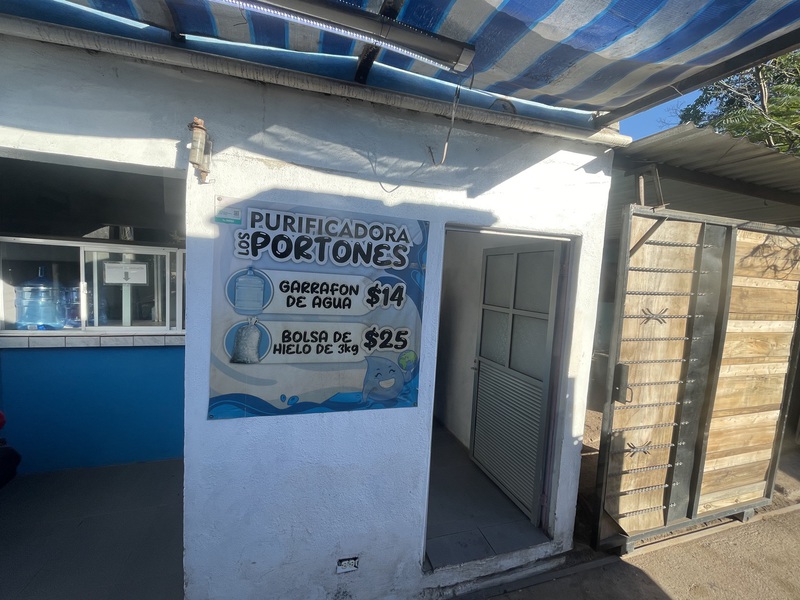 PURIFICADORA
LOS PORTONES
GARRAFON
DE AGUA
$14
BOLSA DE
HIELO DE 3kg
$25